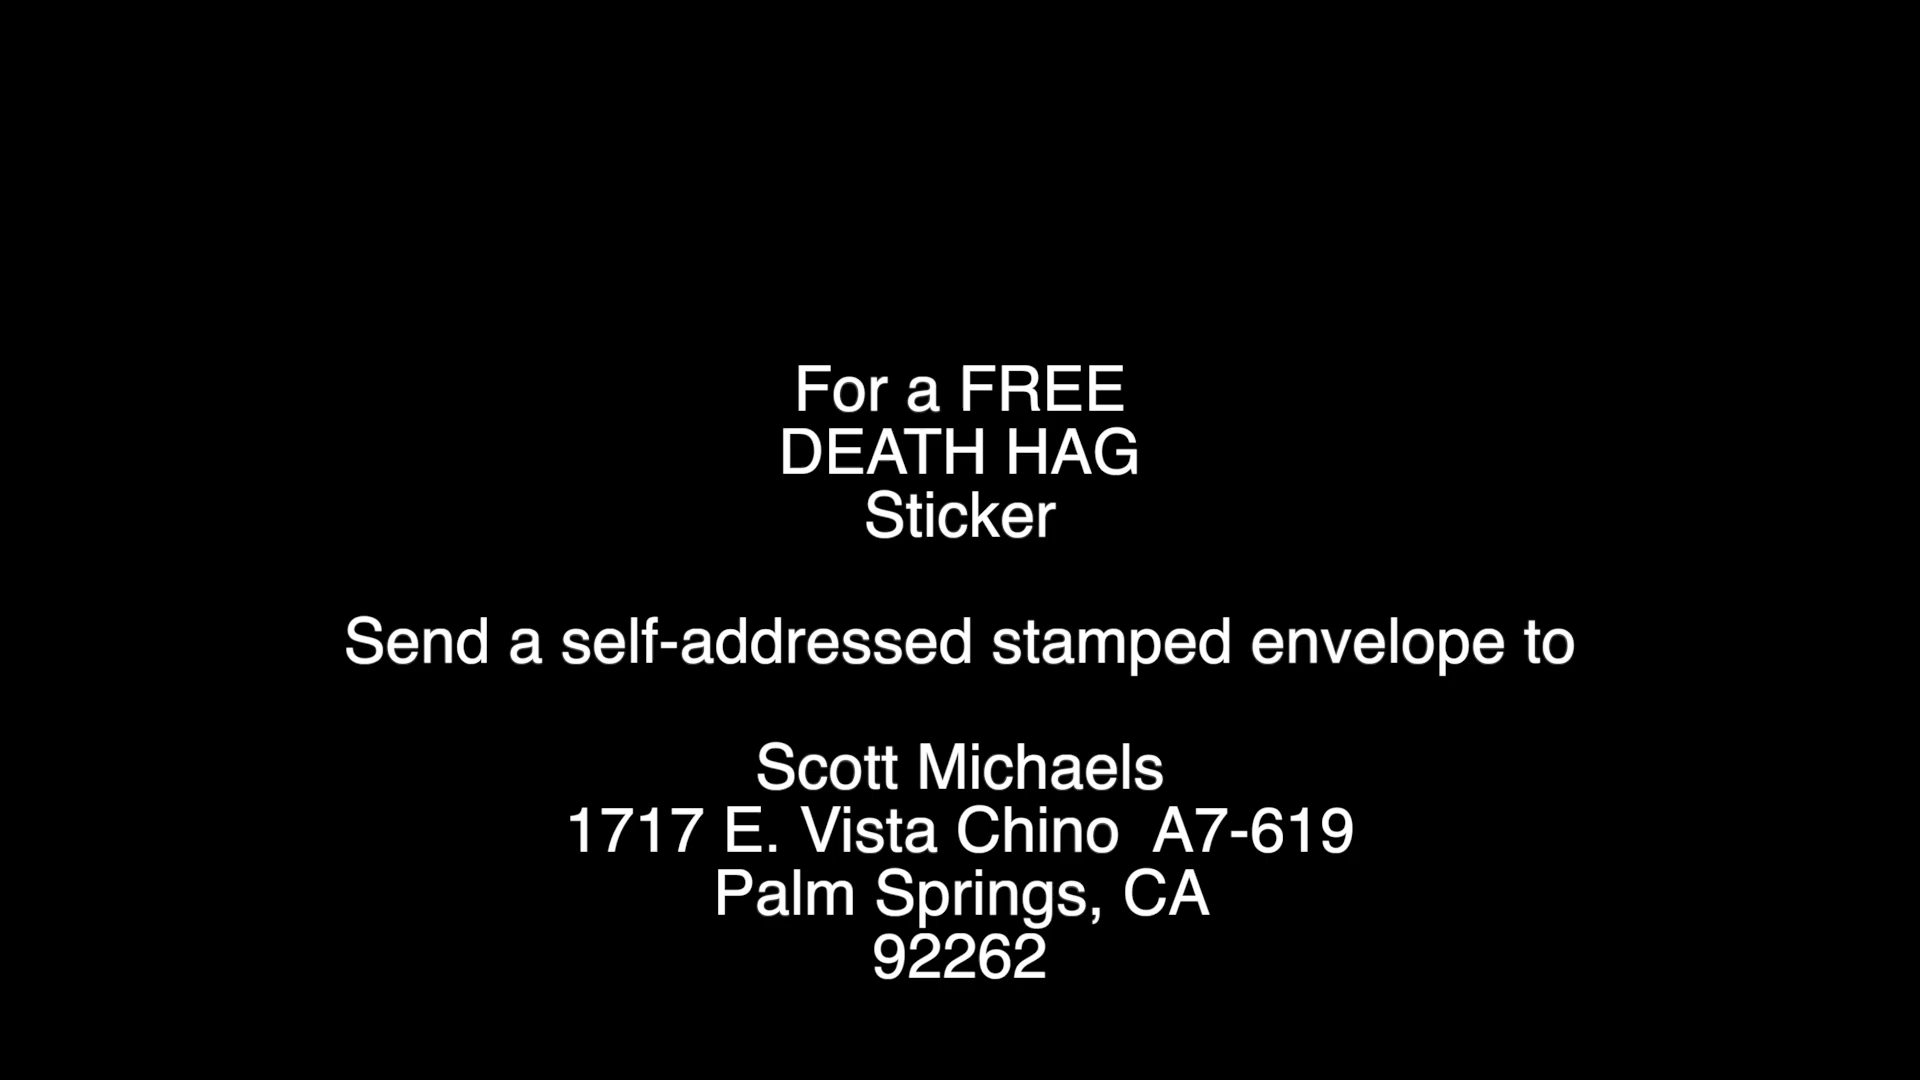 For a FREE
DEATH HAG
Sticker
Send a self-addressed stamped envelope to
Scott Michaels
1717 E. Vista Chino  A7-619
Palm Springs, CA
92262